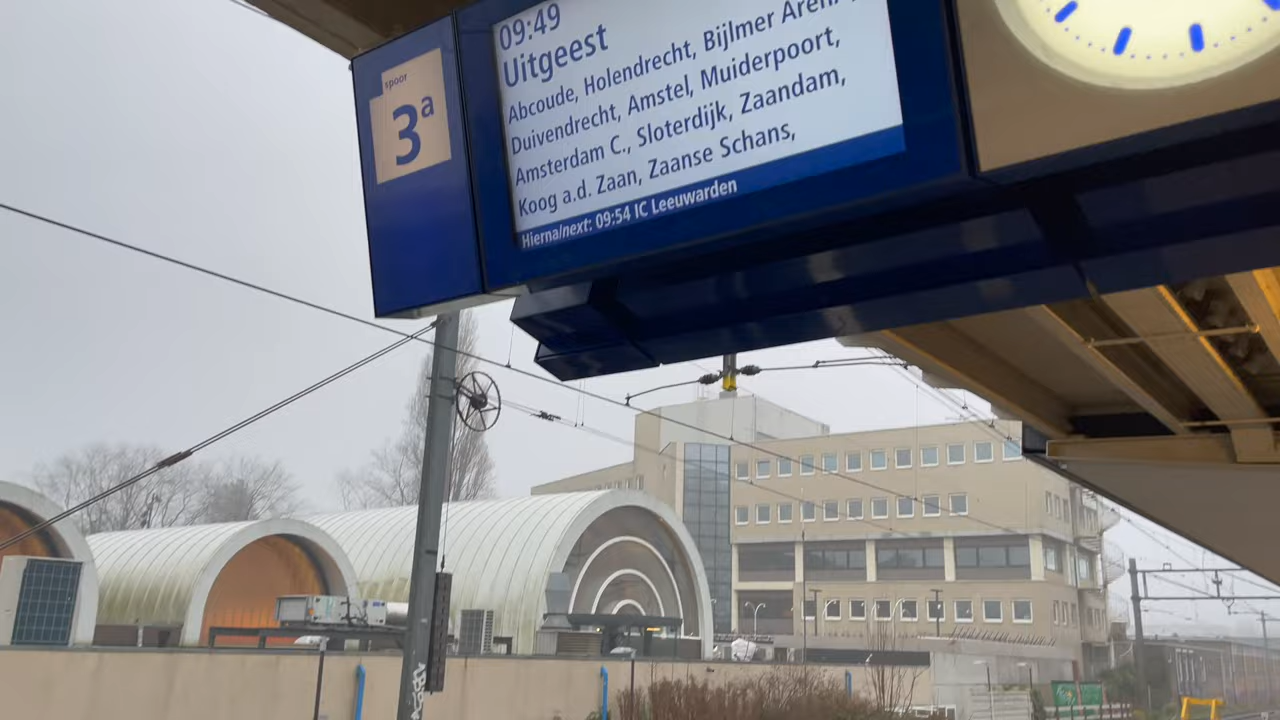 spoor
3a
09:49
Uitgeest
Abcoude, Holendrecht, Bijlmer
Duivendrecht, Amstel, Muiderpoort,
Amsterdam C., Sloterdijk, Zaandam,
Koog a.d. Zaan, Zaanse Schans,
Hierna/next: 09:54 IC Leeuwarden